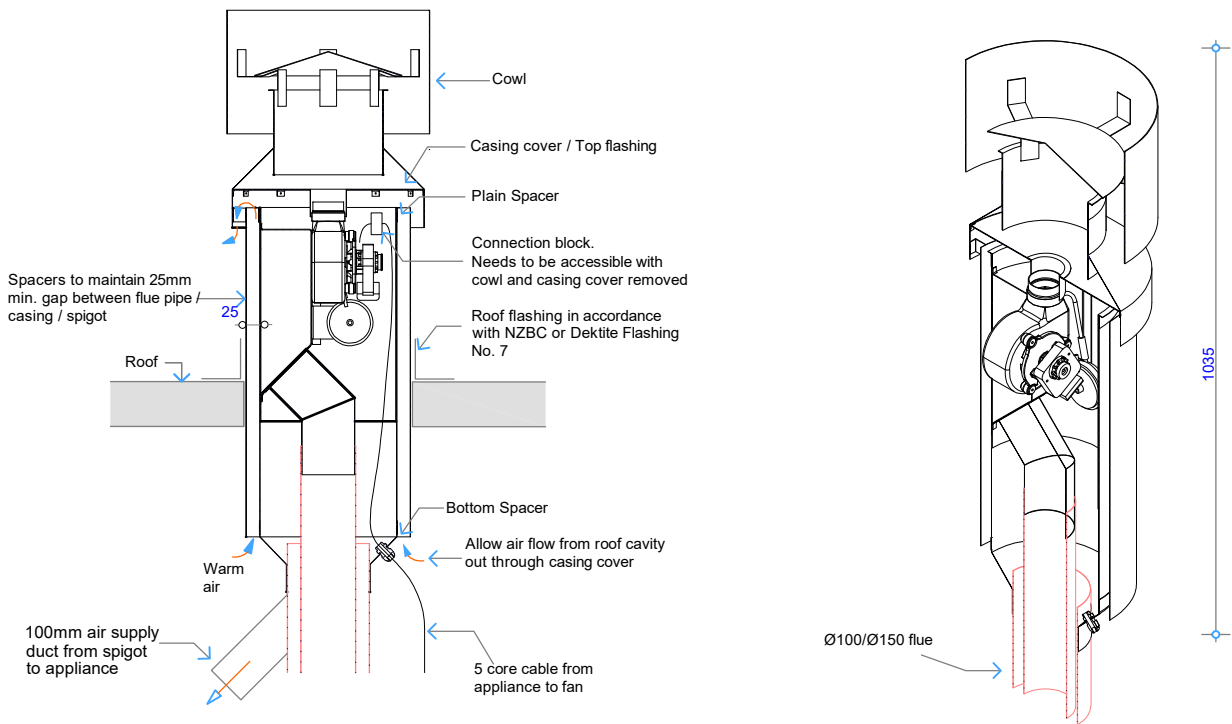 Cowl
Casing cover / Top flashing
Plain Spacer
Connection block.
Needs to be accessible with
cowl and casing cover removed
Spacers to maintain 25mm
min. gap between flue pipe /
casing / spigot
25
Roof flashing in accordance
with NZBC or Dektite Flashing
No. 7
Roof
Bottom Spacer
Allow air flow from roof cavity
out through casing cover
Warm
air
100mm air supply
duct from spigot
to appliance
5 core cable from
appliance to fan
1035
Ø100/Ø150 flue